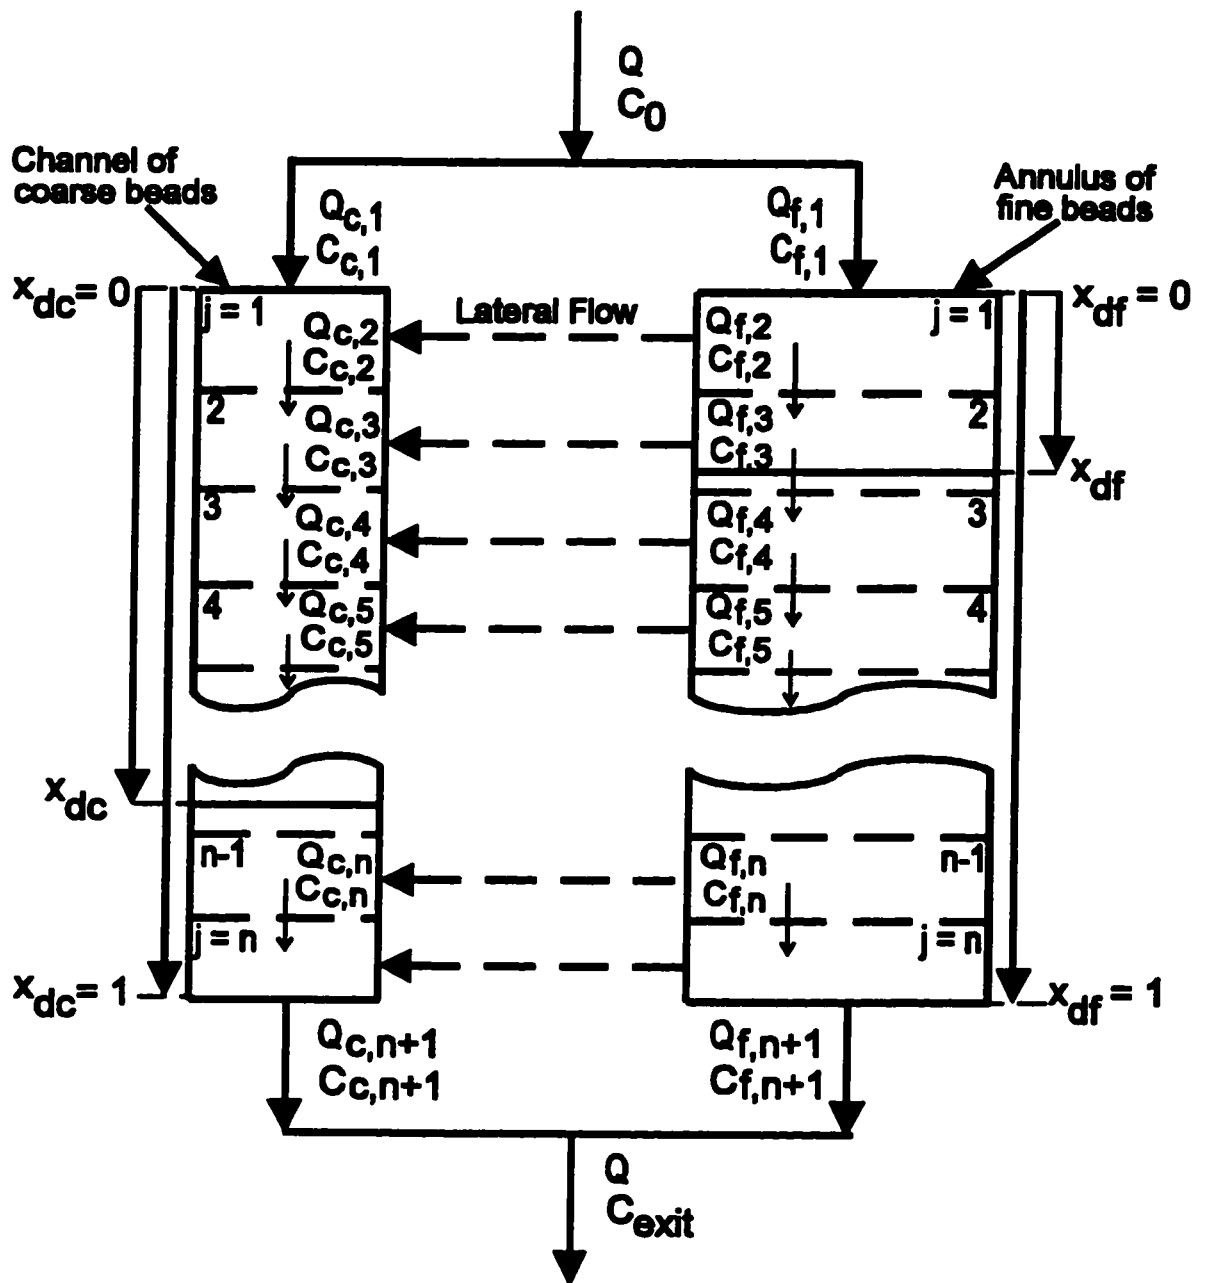 Q
C0
Channel of
coarse beads
Annulus of
fine beads
Qc,1
Cc,1
Qf,1
Cf,1
xdc = 0
xdf = 0
j = 1
Qc,2
Cc,2
Lateral Flow
Qf,2
Cf,2
j = 1
2
Qc,3
Cc,3
Qf,3
Cf,3
2
xdf
3
Qc,4
Cc,4
Qf,4
Cf,4
3
4
Qc,5
Cc,5
Qf,5
Cf,5
4
xdc
n-1
Qc,n
Cc,n
Qf,n
Cf,n
n-1
j = n
j = n
xdc = 1
xdf = 1
Qc,n+1
Cc,n+1
Qf,n+1
Cf,n+1
Q
Cexit